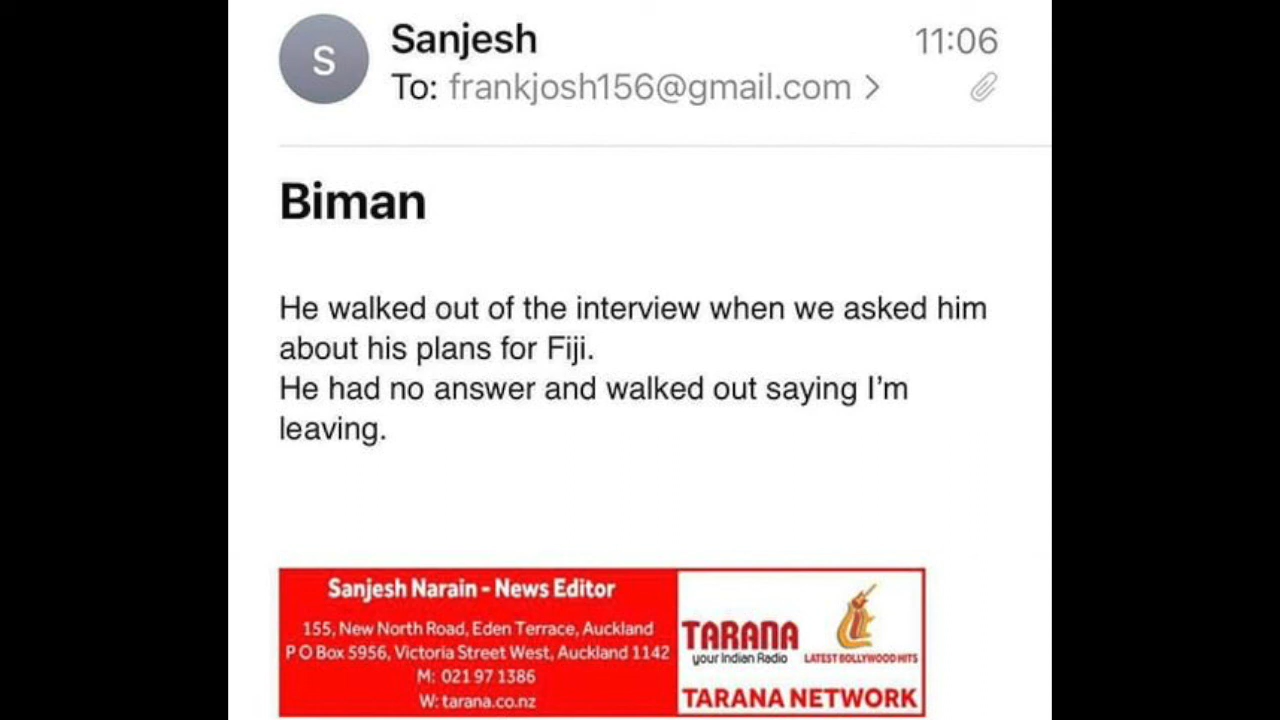 S
Sanjesh
11:06
To: frankjosh156@gmail.com >
Biman
He walked out of the interview when we asked him
about his plans for Fiji.
He had no answer and walked out saying I'm
leaving.
Sanjesh Narain - News Editor
155, New North Road, Eden Terrace, Auckland
P O Box 5956, Victoria Street West, Auckland 1142
M: 021 97 1386
W: tarana.co.nz
TARANA
your Indian Radio
LATEST BOLLYWOOD HITS
TARANA NETWORK